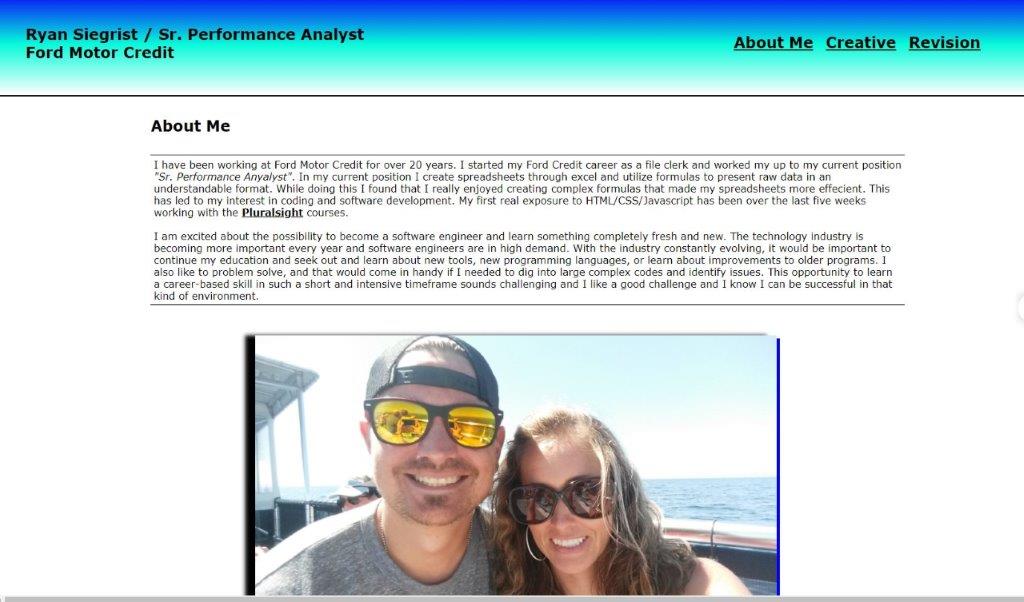 Ryan Siegrist / Sr. Performance Analyst
Ford Motor Credit
About Me Creative Revision
About Me
I have been working at Ford Motor Credit for over 20 years. I started my Ford Credit career as a file clerk and worked my up to my current position
"Sr. Performance Anyalyst". In my current position I create spreadsheets through excel and utilize formulas to present raw data in an
understandable format. While doing this I found that I really enjoyed creating complex formulas that made my spreadsheets more effecient. This
has led to my interest in coding and software development. My first real exposure to HTML/CSS/Javascript has been over the last five weeks
working with the Pluralsight courses.
I am excited about the possibility to become a software engineer and learn something completely fresh and new. The technology industry is
becoming more important every year and software engineers are in high demand. With the industry constantly evolving, it would be important to
continue my education and seek out and learn about new tools, new programming languages, or learn about improvements to older programs. I
also like to problem solve, and that would come in handy if I needed to dig into large complex codes and identify issues. This opportunity to learn
a career-based skill in such a short and intensive timeframe sounds challenging and I like a good challenge and I know I can be successful in that
kind of environment.